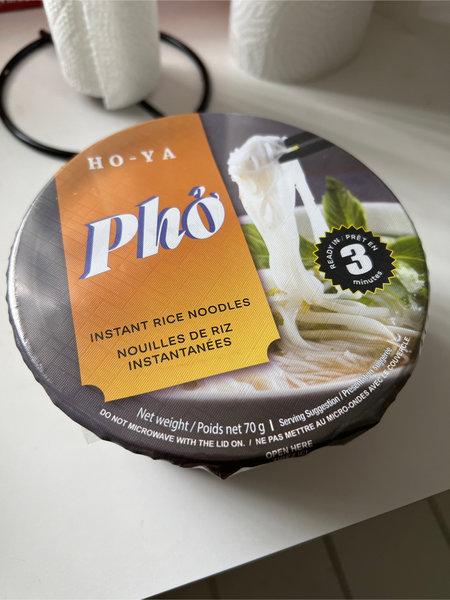 HO-YA
Phở
INSTANT RICE NOODLES
NOUILLES DE RIZ
INSTANTANÉES
READY IN / PRÊT EN
3
minutes
Net weight / Poids net 70 g | Serving Suggestion / Présentation suggérée
DO NOT MICROWAVE WITH THE LID ON. / NE PAS METTRE AU MICRO-ONDES AVEC LE COUVERCLE
OPEN HERE